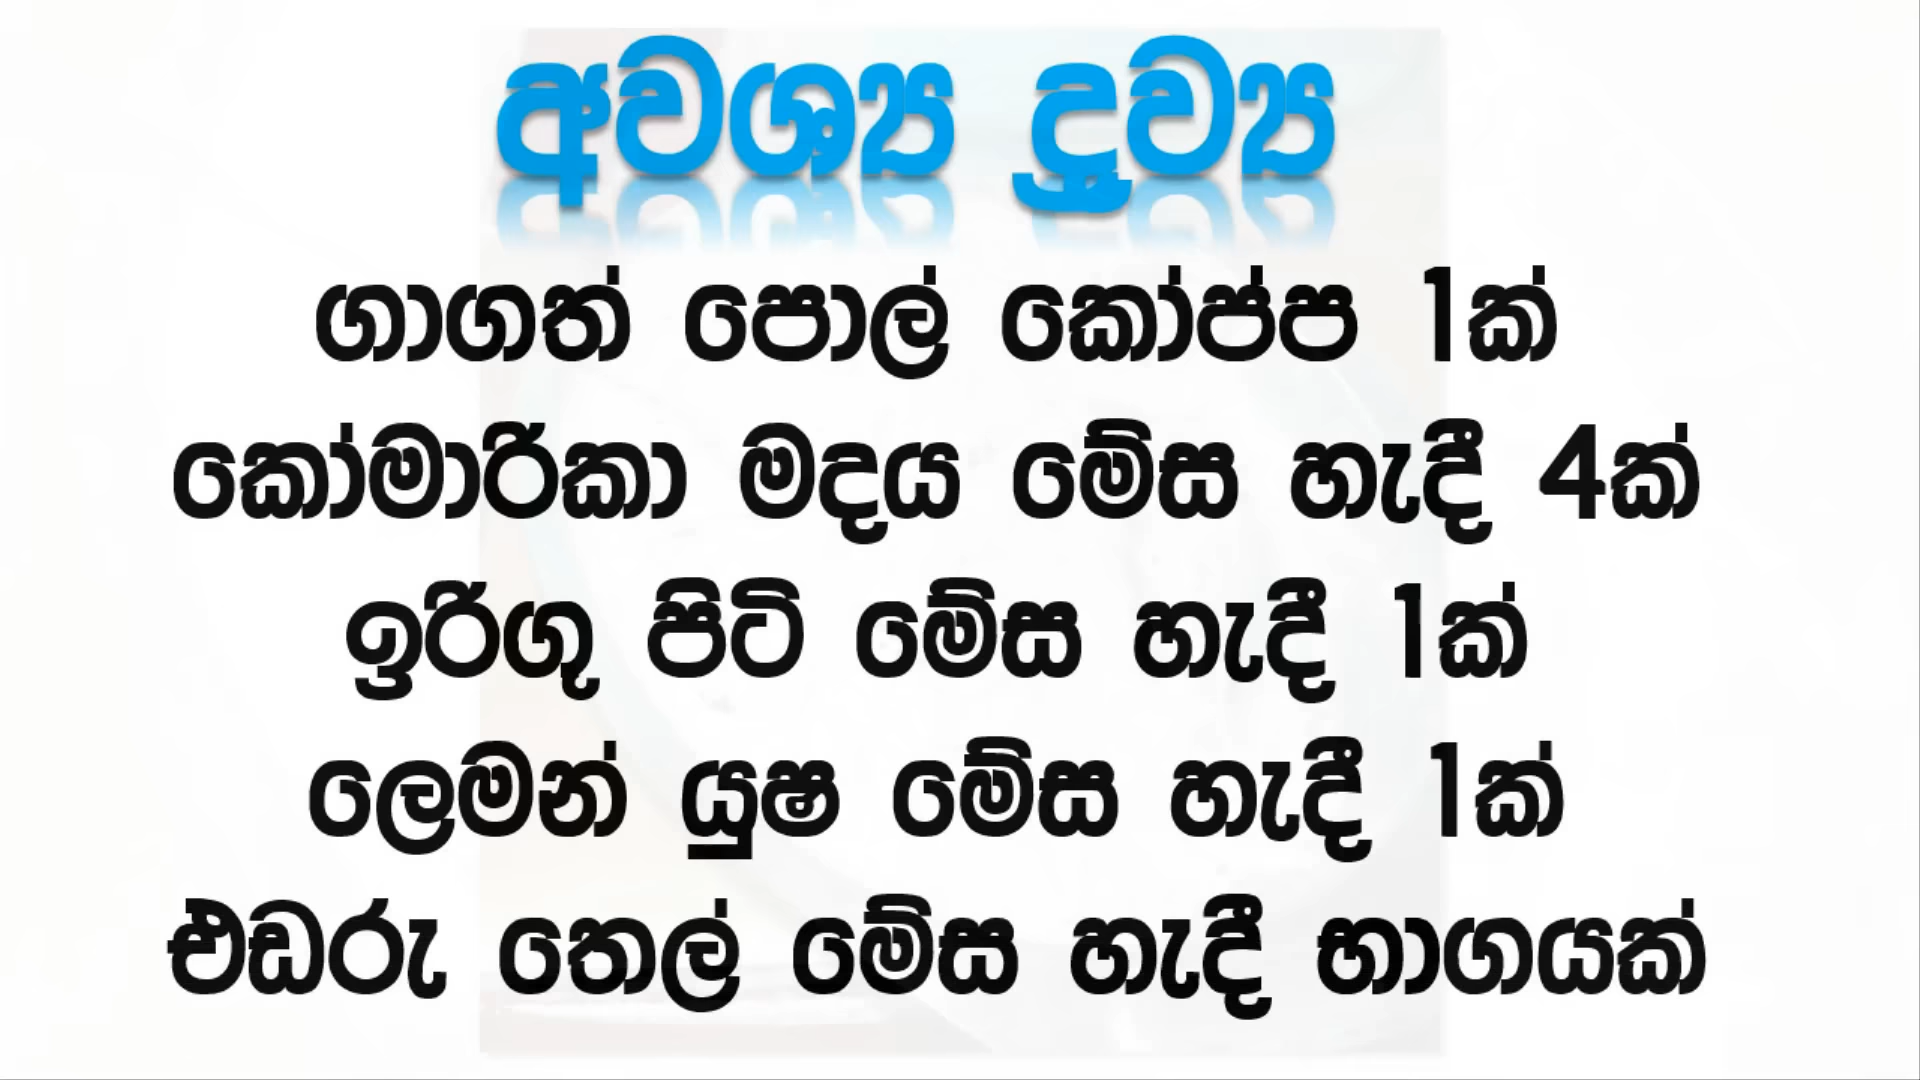 අවශ්‍ය ද්‍රව්‍ය
ගාගත් පොල් කෝප්ප 1ක්
කෝමාරිකා මදය මේස හැදී 4ක්
ඉරිගු පිටි මේස හැදී 1ක්
ලෙමන් යුෂ මේස හැදී 1ක්
එඩරු තෙල් මේස හැදී භාගයක්